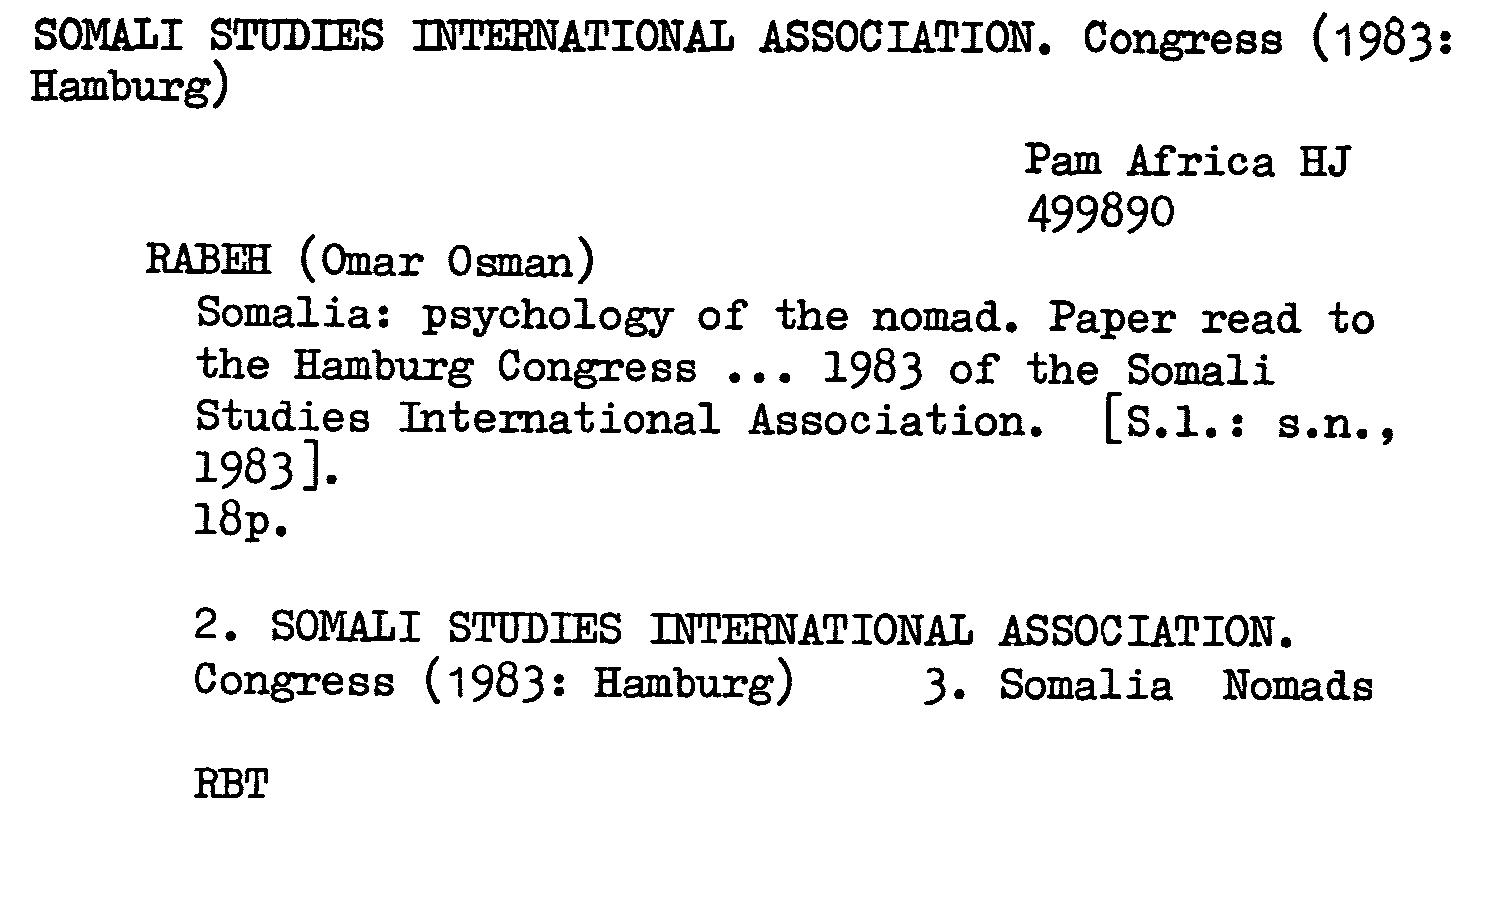 SOMALI STUDIES INTERNATIONAL ASSOCIATION. Congress (1983:
Hamburg)
Pam Africa HJ
499890
RABEH (Omar Osman)
Somalia: psychology of the nomad. Paper read to
the Hamburg Congress ... 1983 of the Somali
Studies International Association. [S.l.: s.n.,
1983].
18p.
2. SOMALI STUDIES INTERNATIONAL ASSOCIATION.
Congress (1983: Hamburg) 3. Somalia Nomads
RBT